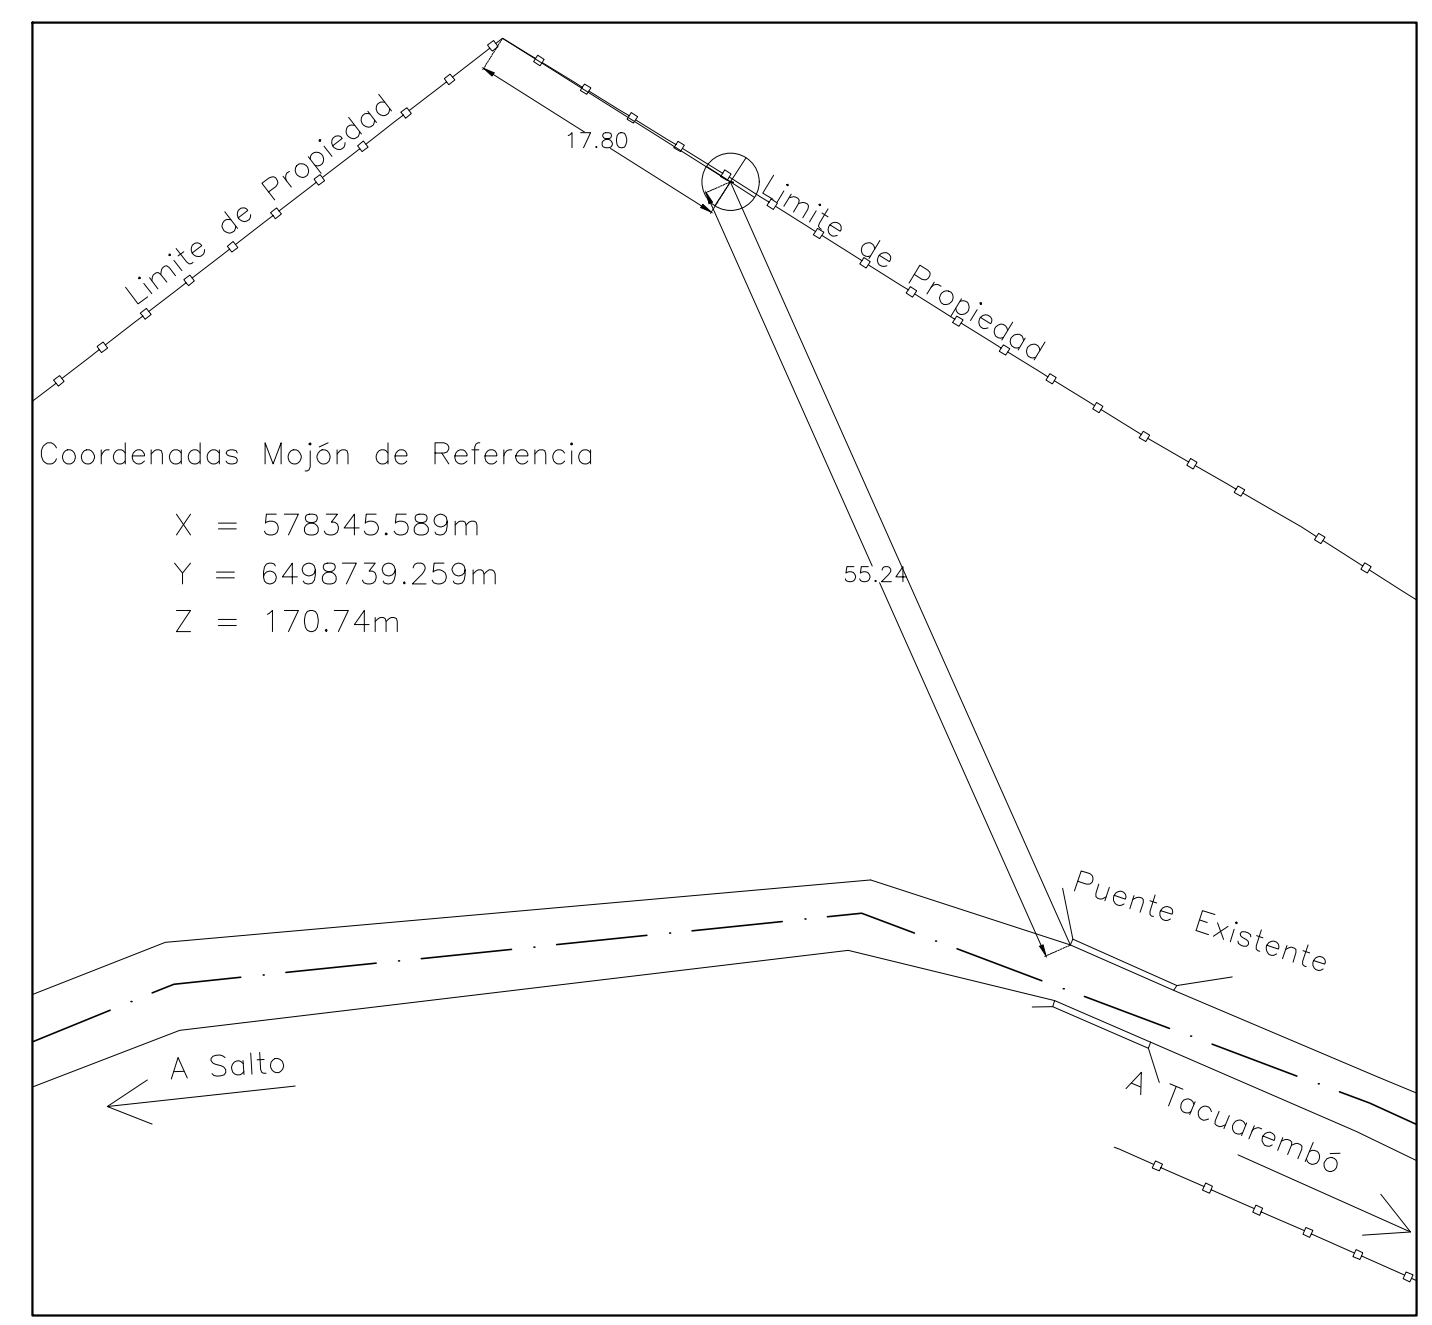 Limite de Propiedad
17.80
Limite de Propiedad
Coordenadas Mojón de Referencia
X = 578345.589m
Y = 6498739.259m
Z = 170.74m
55.24
Puente Existente
A Salto
A Tacuarembó